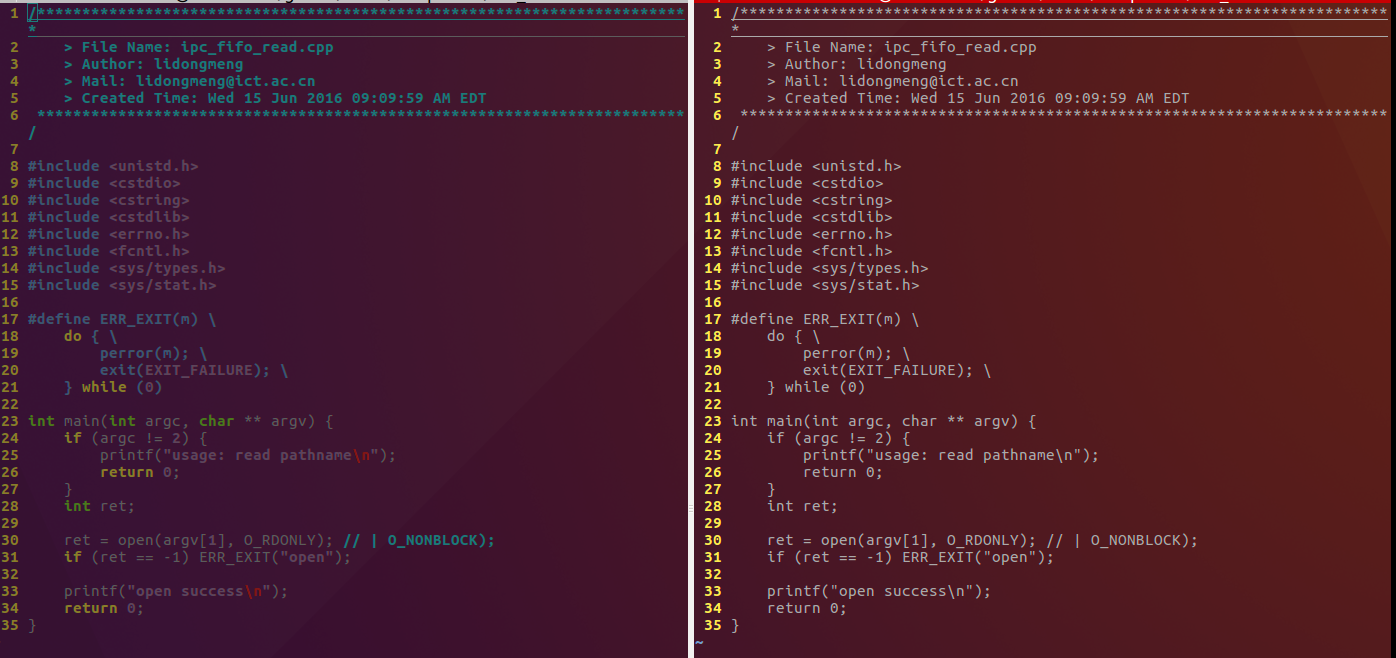 1 /************************************************************************
*
2     > File Name: ipc_fifo_read.cpp
3     > Author: lidongmeng
4     > Mail: lidongmeng@ict.ac.cn
5     > Created Time: Wed 15 Jun 2016 09:09:59 AM EDT
6  ************************************************************************
/
7
8 #include <unistd.h>
9 #include <cstdio>
10 #include <cstring>
11 #include <cstdlib>
12 #include <errno.h>
13 #include <fcntl.h>
14 #include <sys/types.h>
15 #include <sys/stat.h>
16
17 #define ERR_EXIT(m) \
18     do { \
19         perror(m); \
20         exit(EXIT_FAILURE); \
21     } while (0)
22
23 int main(int argc, char ** argv) {
24     if (argc != 2) {
25         printf("usage: read pathname\n");
26         return 0;
27     }
28     int ret;
29
30     ret = open(argv[1], O_RDONLY); // | O_NONBLOCK);
31     if (ret == -1) ERR_EXIT("open");
32
33     printf("open success\n");
34     return 0;
35 }
1 /************************************************************************
*
2     > File Name: ipc_fifo_read.cpp
3     > Author: lidongmeng
4     > Mail: lidongmeng@ict.ac.cn
5     > Created Time: Wed 15 Jun 2016 09:09:59 AM EDT
6  ************************************************************************
/
7
8 #include <unistd.h>
9 #include <cstdio>
10 #include <cstring>
11 #include <cstdlib>
12 #include <errno.h>
13 #include <fcntl.h>
14 #include <sys/types.h>
15 #include <sys/stat.h>
16
17 #define ERR_EXIT(m) \
18     do { \
19         perror(m); \
20         exit(EXIT_FAILURE); \
21     } while (0)
22
23 int main(int argc, char ** argv) {
24     if (argc != 2) {
25         printf("usage: read pathname\n");
26         return 0;
27     }
28     int ret;
29
30     ret = open(argv[1], O_RDONLY); // | O_NONBLOCK);
31     if (ret == -1) ERR_EXIT("open");
32
33     printf("open success\n");
34     return 0;
35 }
~